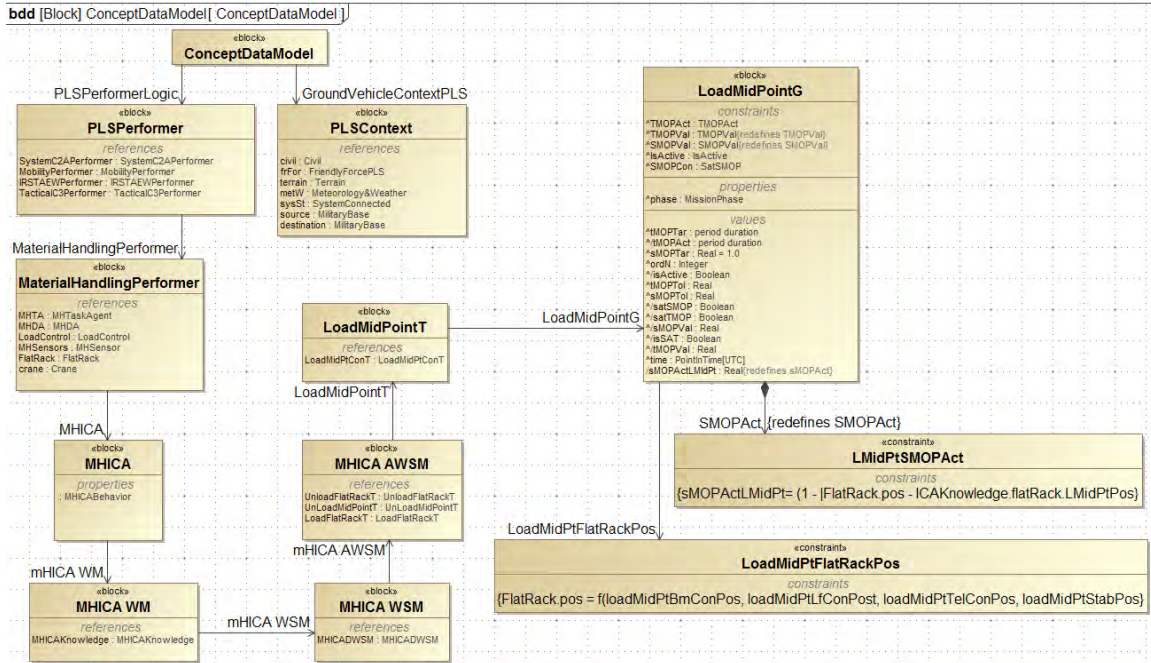 bdd [Block] ConceptDataModel[ ConceptDataModel ]
«block»
ConceptDataModel
PLSPerformerLogic
GroundVehicleContextPLS
«block»
PLSPerformer
references
SystemC2APerformer : SystemC2APerformer
MobilityPerformer : MobilityPerformer
IRSTAEWPerformer : IRSTAEWPerformer
TacticalC3Performer : TacticalC3Performer
«block»
PLSContext
references
civil : Civil
frFor : FriendlyForcePLS
terrain : Terrain
metW : Meteorology&Weather
sysSt : SystemConnected
source : MilitaryBase
destination : MilitaryBase
MaterialHandlingPerformer
«block»
MaterialHandlingPerformer
references
MHTA : MHTaskAgent
MHDA : MHDA
LoadControl : LoadControl
MHSensors : MHSensor
FlatRack : FlatRack
crane : Crane
MHICA
«block»
MHICA
properties
: MHICABehavior
mHICA WM
«block»
MHICA WM
references
MHICAKnowledge : MHICAKnowledge
mHICA WSM
«block»
MHICA WSM
references
MHICADWSM : MHICADWSM
mHICA AWSM
«block»
MHICA AWSM
references
UnloadFlatRackT : UnloadFlatRackT
UnLoadMidPointT : UnLoadMidPointT
LoadFlatRackT : LoadFlatRackT
LoadMidPointT
«block»
LoadMidPointT
references
LoadMidPtConT : LoadMidPtConT
LoadMidPointG
«block»
LoadMidPointG
constraints
^TMOPAct : TMOPAct
^TMOPVal : TMOPVal{redefines TMOPVal}
^SMOPVal : SMOPVal{redefines SMOPVal}
^IsActive : IsActive
^SMOPCon : SatSMOP
properties
^phase : MissionPhase
values
^tMOPTar : period duration
^/tMOPAct : period duration
^sMOPTar : Real = 1.0
^ordN : Integer
^/isActive : Boolean
^tMOPTol : Real
^sMOPTol : Real
^/satSMOP : Boolean
^/satTMOP : Boolean
^/sMOPVal : Real
^/isSAT : Boolean
^/tMOPVal : Real
^time : PointInTime[UTC]
/sMOPActLMidPt : Real{redefines sMOPAct}
SMOPAct {redefines SMOPAct}
«constraint»
LMidPtSMOPAct
constraints
{sMOPActLMidPt= (1 - |FlatRack.pos - ICAKnowledge.flatRack.LMidPtPos}
LoadMidPtFlatRackPos
«constraint»
LoadMidPtFlatRackPos
constraints
{FlatRack.pos = f(loadMidPtBmConPos, loadMidPtLfConPost, loadMidPtTelConPos, loadMidPtStabPos}